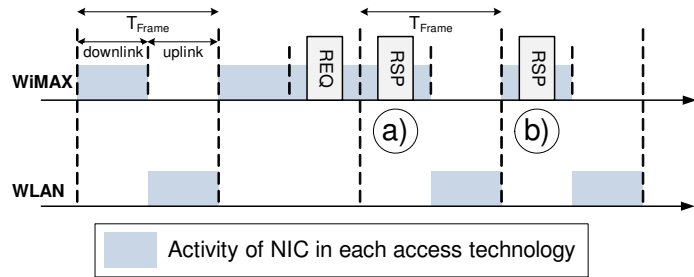 T_Frame T_Frame
downlink uplink
WiMAX REQ RSP RSP
a) b)
WLAN
Activity of NIC in each access technology